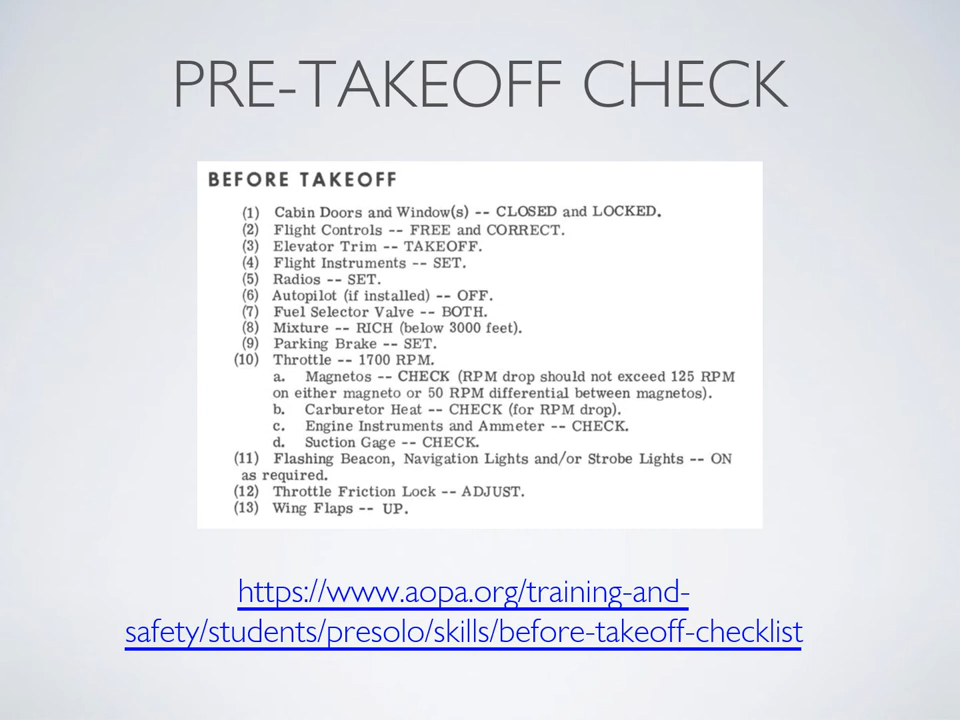 PRE-TAKEOFF CHECK
BEFORE TAKEOFF
(1) Cabin Doors and Window(s) -- CLOSED and LOCKED.
(2) Flight Controls -- FREE and CORRECT.
(3) Elevator Trim -- TAKEOFF.
(4) Flight Instruments -- SET.
(5) Radios -- SET.
(6) Autopilot (if installed) -- OFF.
(7) Fuel Selector Valve -- BOTH.
(8) Mixture -- RICH (below 3000 feet).
(9) Parking Brake -- SET.
(10) Throttle -- 1700 RPM.
a. Magnetos -- CHECK (RPM drop should not exceed 125 RPM
on either magneto or 50 RPM differential between magnetos).
b. Carburetor Heat -- CHECK (for RPM drop).
c. Engine Instruments and Ammeter -- CHECK.
d. Suction Gage -- CHECK.
(11) Flashing Beacon, Navigation Lights and/or Strobe Lights -- ON
as required.
(12) Throttle Friction Lock -- ADJUST.
(13) Wing Flaps -- UP.
https://www.aopa.org/training-and-
safety/students/presolo/skills/before-takeoff-checklist